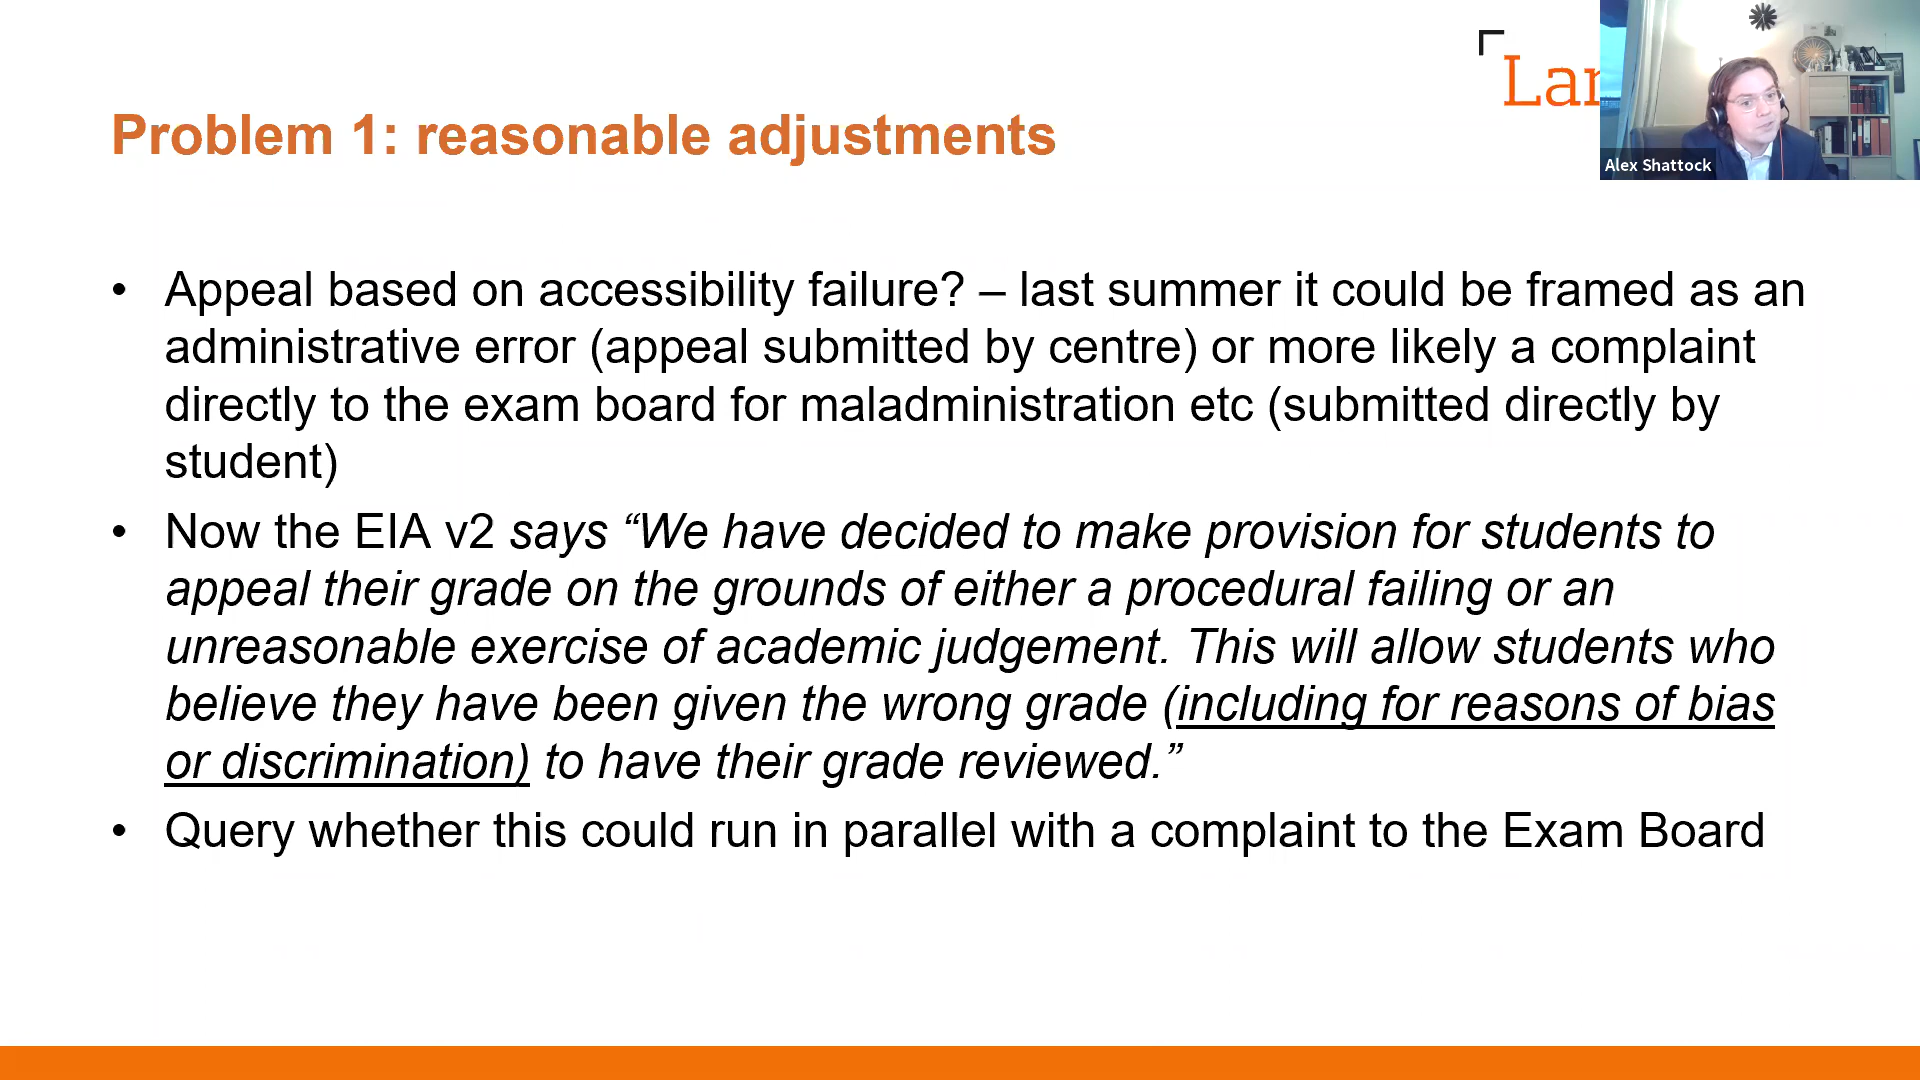 Problem 1: reasonable adjustments
Lan
Alex Shattock
• Appeal based on accessibility failure? – last summer it could be framed as an
administrative error (appeal submitted by centre) or more likely a complaint
directly to the exam board for maladministration etc (submitted directly by
student)
• Now the EIA v2 says “We have decided to make provision for students to
appeal their grade on the grounds of either a procedural failing or an
unreasonable exercise of academic judgement. This will allow students who
believe they have been given the wrong grade (including for reasons of bias
or discrimination) to have their grade reviewed.”
• Query whether this could run in parallel with a complaint to the Exam Board